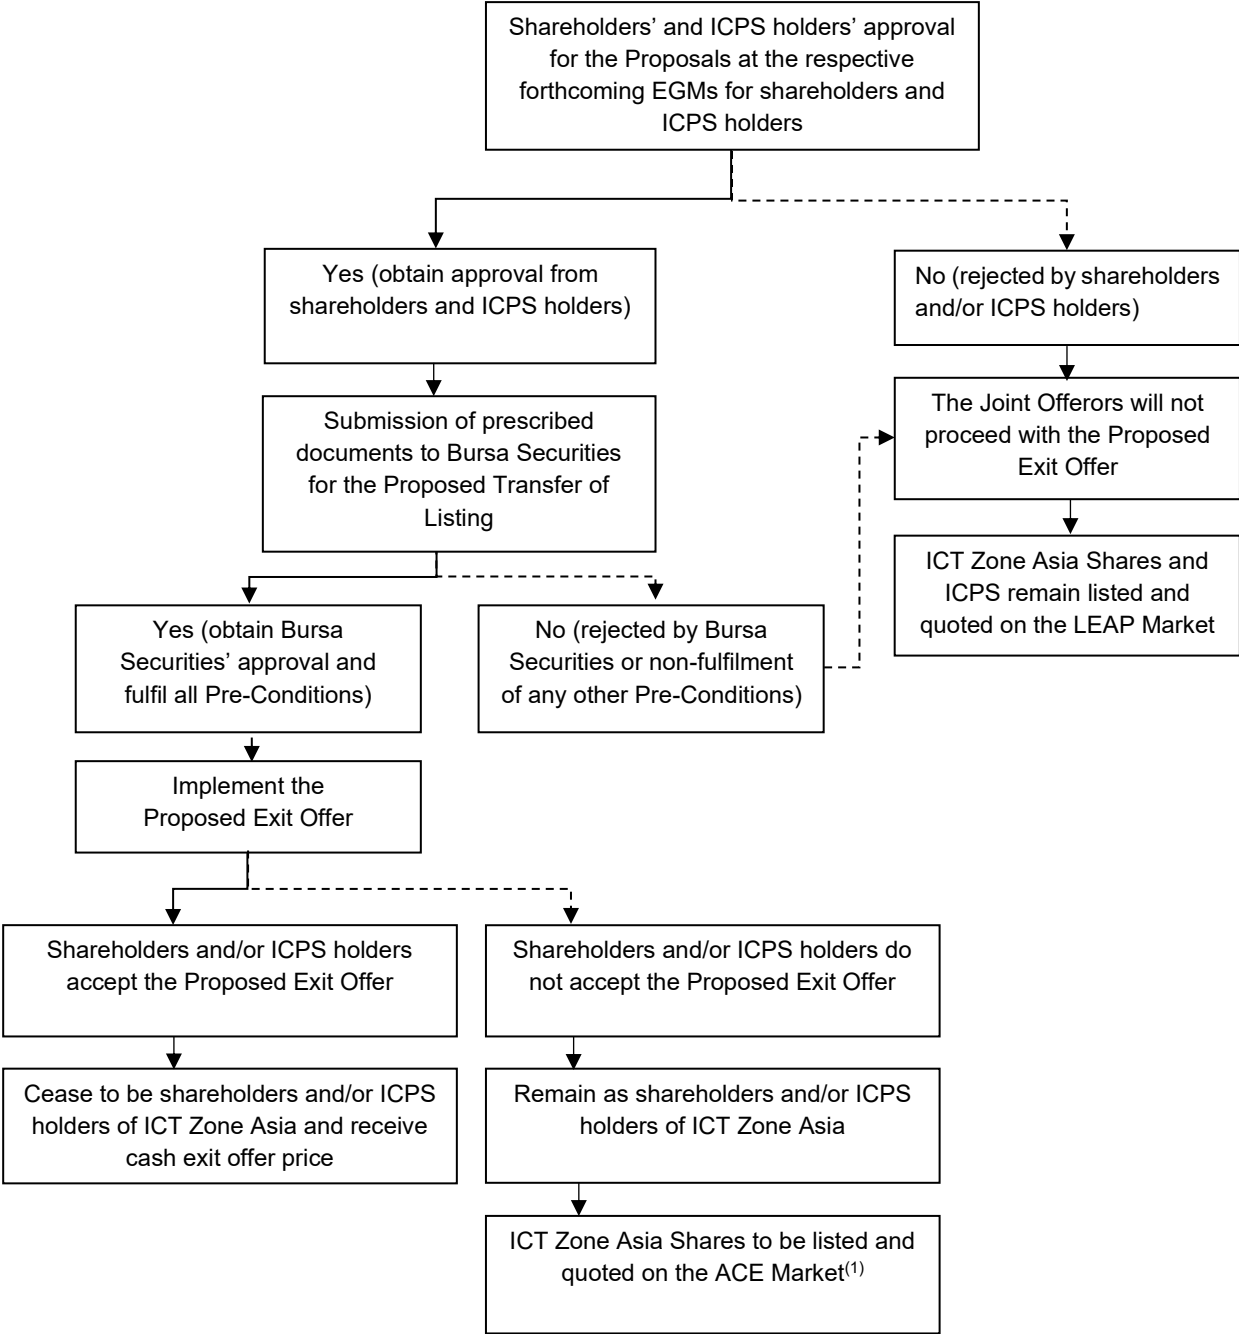 Shareholders’ and ICPS holders’ approval
for the Proposals at the respective
forthcoming EGMs for shareholders and
ICPS holders
Yes (obtain approval from
shareholders and ICPS holders)
No (rejected by shareholders
and/or ICPS holders)
Submission of prescribed
documents to Bursa Securities
for the Proposed Transfer of
Listing
The Joint Offerors will not
proceed with the Proposed
Exit Offer
ICT Zone Asia Shares and
ICPS remain listed and
quoted on the LEAP Market
Yes (obtain Bursa
Securities’ approval and
fulfil all Pre-Conditions)
No (rejected by Bursa
Securities or non-fulfilment
of any other Pre-Conditions)
Implement the
Proposed Exit Offer
Shareholders and/or ICPS holders
accept the Proposed Exit Offer
Shareholders and/or ICPS holders do
not accept the Proposed Exit Offer
Cease to be shareholders and/or ICPS
holders of ICT Zone Asia and receive
cash exit offer price
Remain as shareholders and/or ICPS
holders of ICT Zone Asia
ICT Zone Asia Shares to be listed and
quoted on the ACE Market(1)